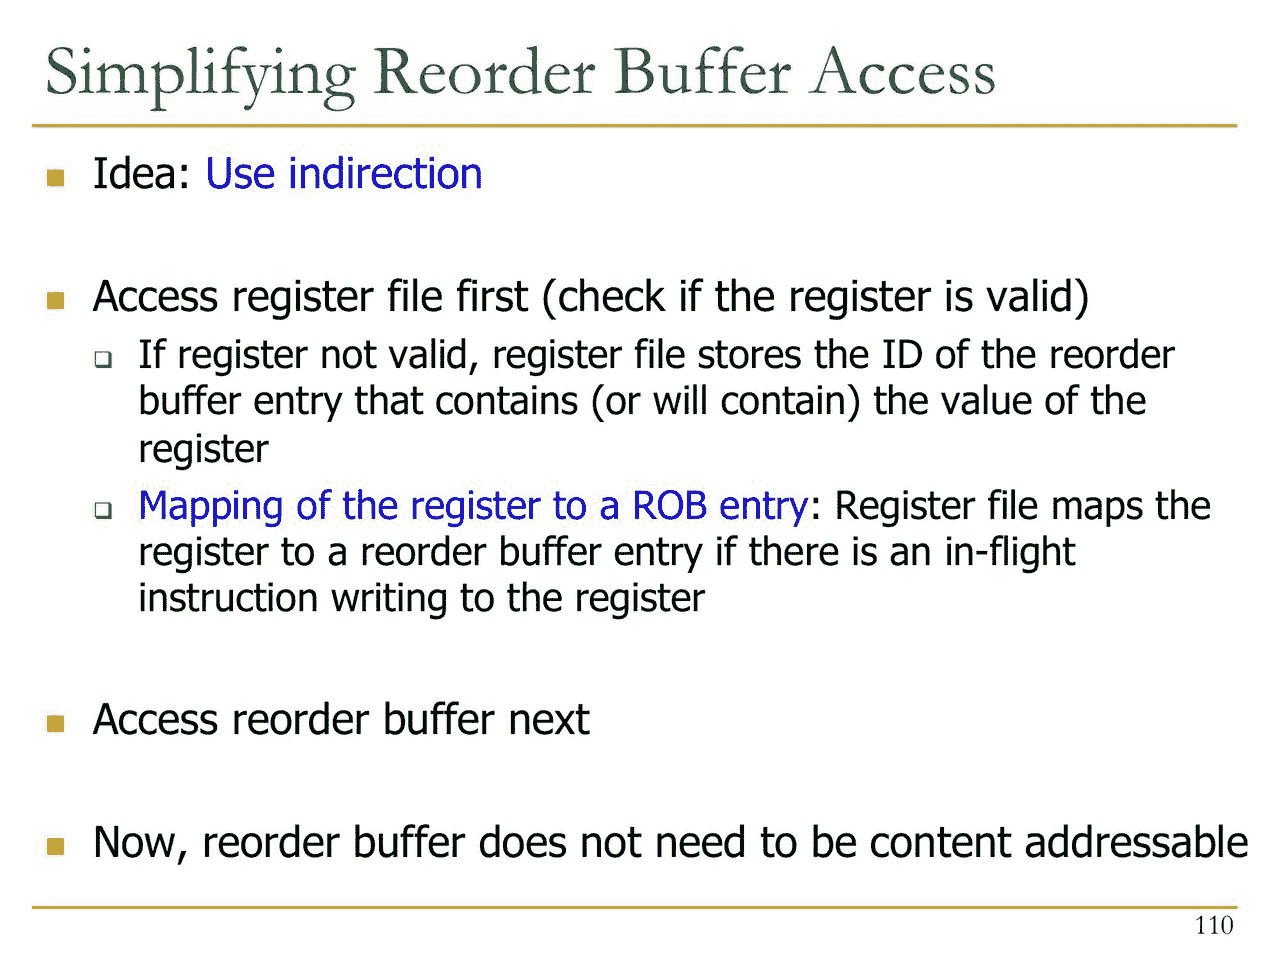 Simplifying Reorder Buffer Access
Idea: Use indirection
Access register file first (check if the register is valid)
If register not valid, register file stores the ID of the reorder
buffer entry that contains (or will contain) the value of the
register
Mapping of the register to a ROB entry: Register file maps the
register to a reorder buffer entry if there is an in-flight
instruction writing to the register
Access reorder buffer next
Now, reorder buffer does not need to be content addressable
110